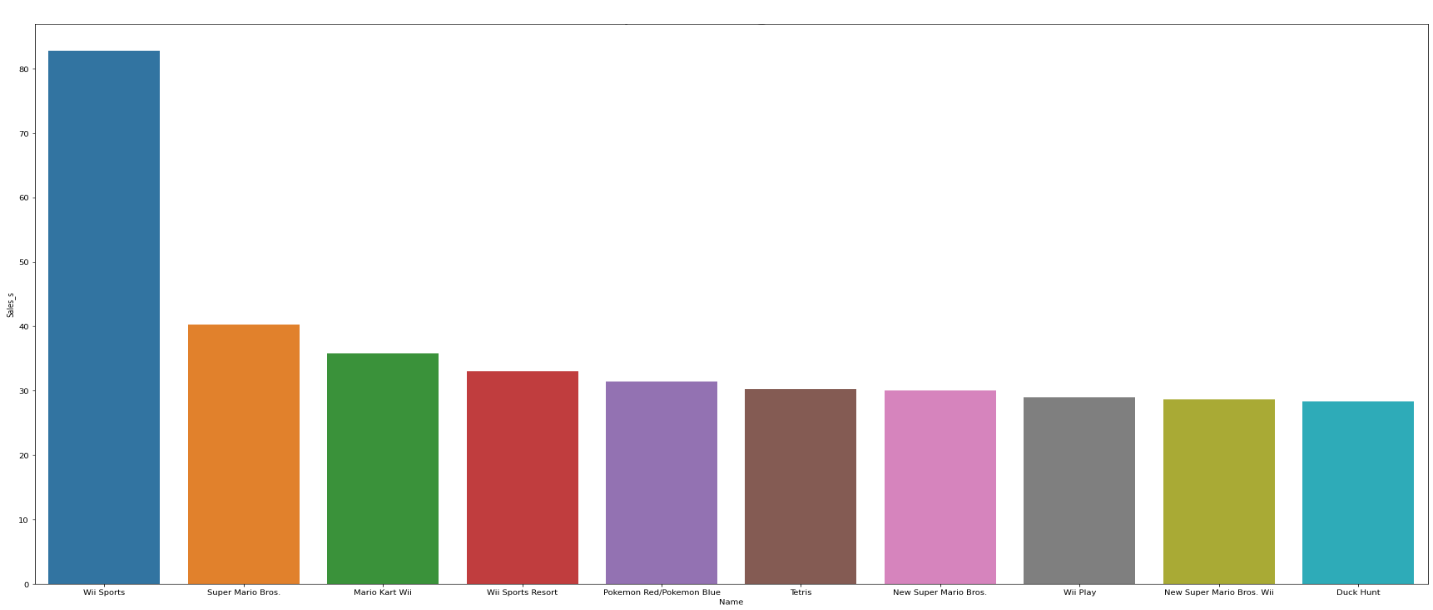 80
70
60
50
40
30
20
10
0
Sales_s
Wii Sports
Super Mario Bros.
Mario Kart Wii
Wii Sports Resort
Pokemon Red/Pokemon Blue
Tetris
New Super Mario Bros.
Wii Play
New Super Mario Bros. Wii
Duck Hunt
Name